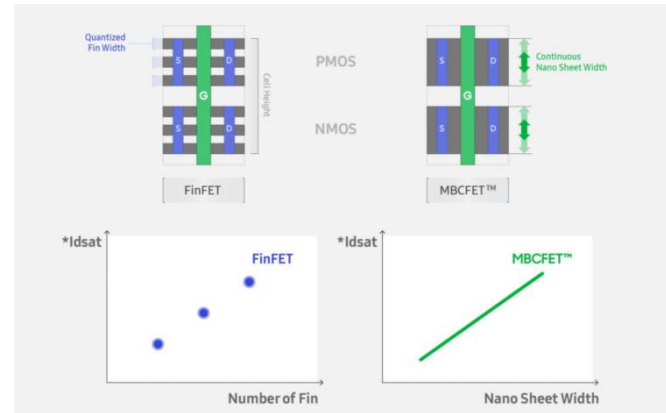 Quantized
Fin Width
S
D
G
Cell Height
PMOS
NMOS
S
D
FinFET
S
D
G
S
D
Continuous
Nano Sheet Width
MBCFET™
*Idsat
FinFET
Number of Fin
*Idsat
MBCFET™
Nano Sheet Width